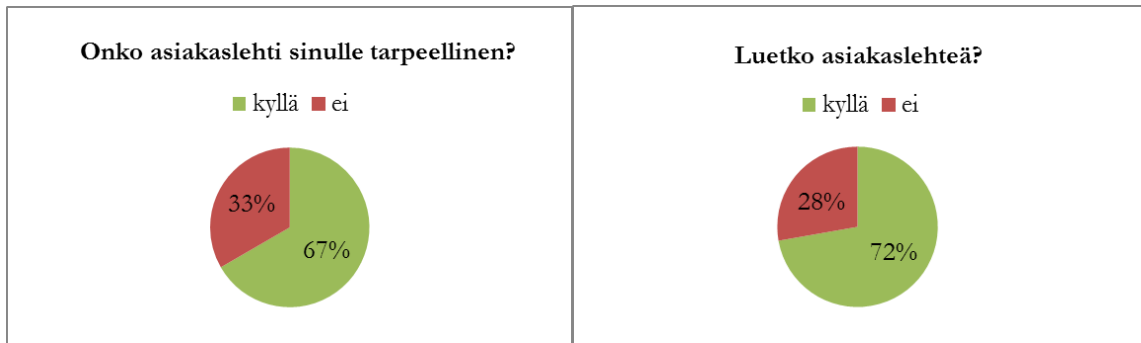 Onko asiakaslehti sinulle tarpeellinen?
kyllä ei
33%
67%
Luetko asiakaslehteä?
kyllä ei
28%
72%